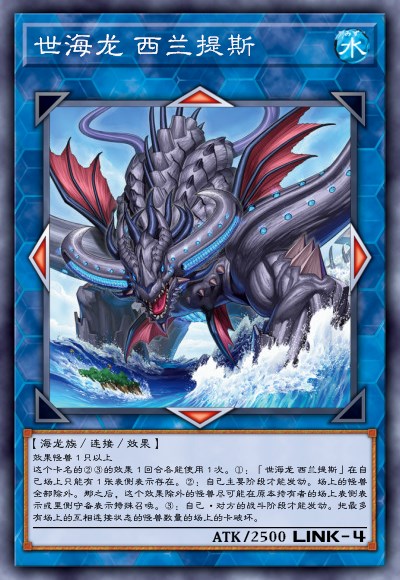 世海龙 西兰提斯
水
【海龙族／连接／效果】
效果怪兽１只以上
这个卡名的②③的效果１回合各能使用１次。①：「世海龙 西兰提斯」在自
己场上只能有１张表侧表示存在。②：自己主要阶段才能发动。场上的怪兽
全部除外。那之后，这个效果除外的怪兽尽可能在原本持有者的场上表侧表
示或里侧守备表示特殊召唤。③：自己·对方的战斗阶段才能发动。把最多
有场上的互相连接状态的怪兽数量的场上的卡破坏。
ATK/2500 LINK-4